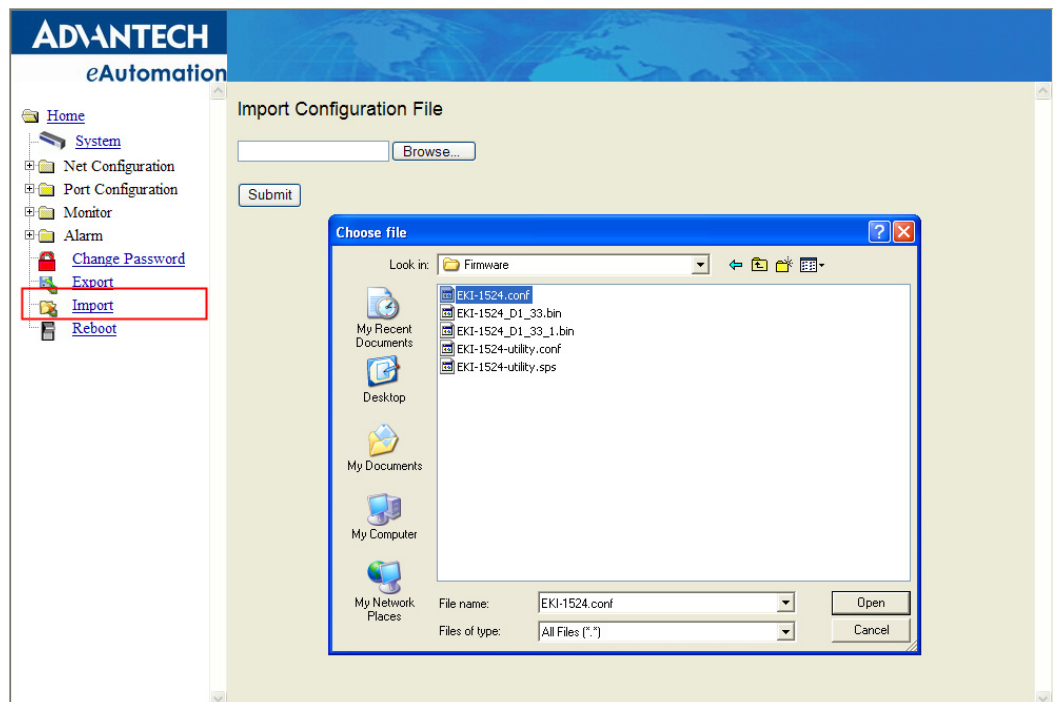 ADVANTECH
eAutomation
Home
System
Net Configuration
Port Configuration
Monitor
Alarm
Change Password
Export
Import
Reboot
Import Configuration File
Browse...
Submit
Choose file
Look in:
Firmware
EKI-1524.conf
EKI-1524_D1_33.bin
EKI-1524_D1_33_1.bin
EKI-1524-utility.conf
EKI-1524-utility.sps
My Recent
Documents
Desktop
My Documents
My Computer
My Network
Places
File name:
EKI-1524.conf
Open
Files of type:
All Files (*.*)
Cancel